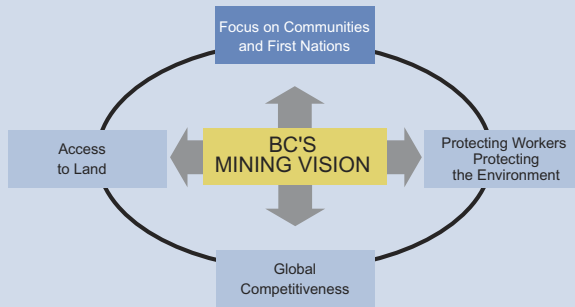 Focus on Communities
and First Nations
Access
to Land
BC'S
MINING VISION
Protecting Workers
Protecting
the Environment
Global
Competitiveness